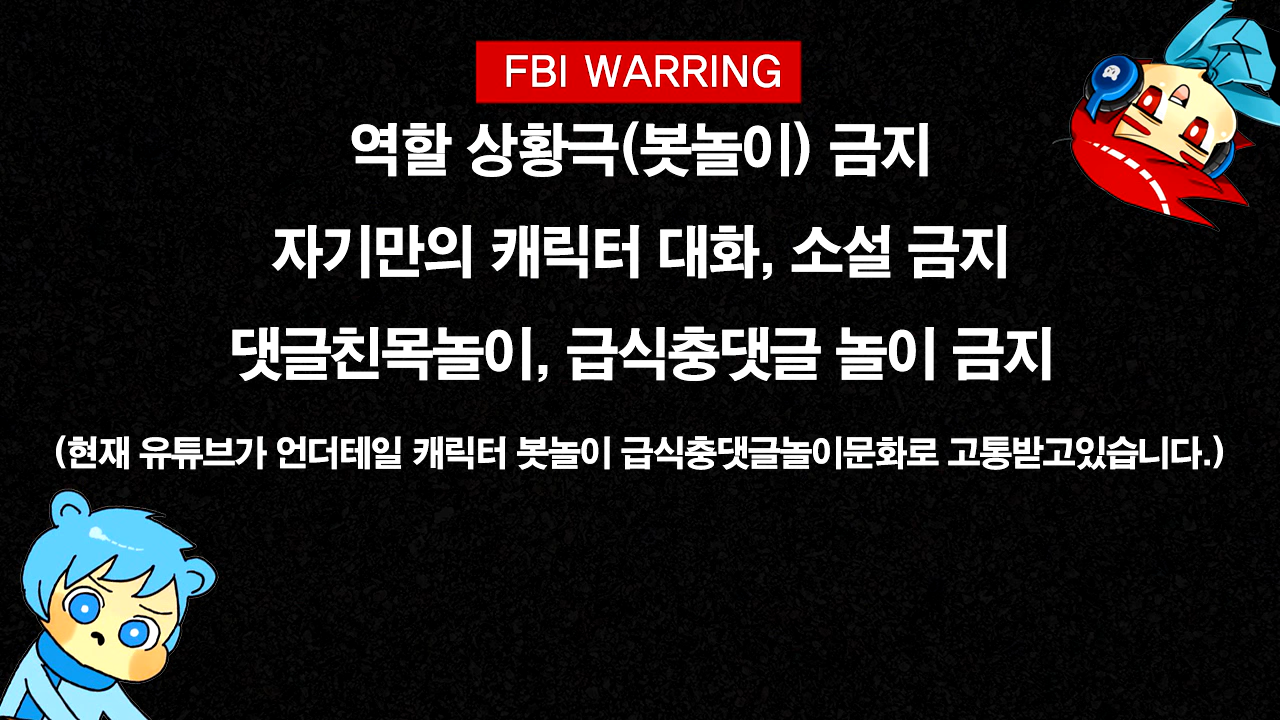 FBI WARRING
역할 상황극(봇놀이) 금지
자기만의 캐릭터 대화, 소설 금지
댓글친목놀이, 급식충댓글 놀이 금지
(현재 유튜브가 언더테일 캐릭터 봇놀이 급식충댓글놀이문화로 고통받고있습니다.)